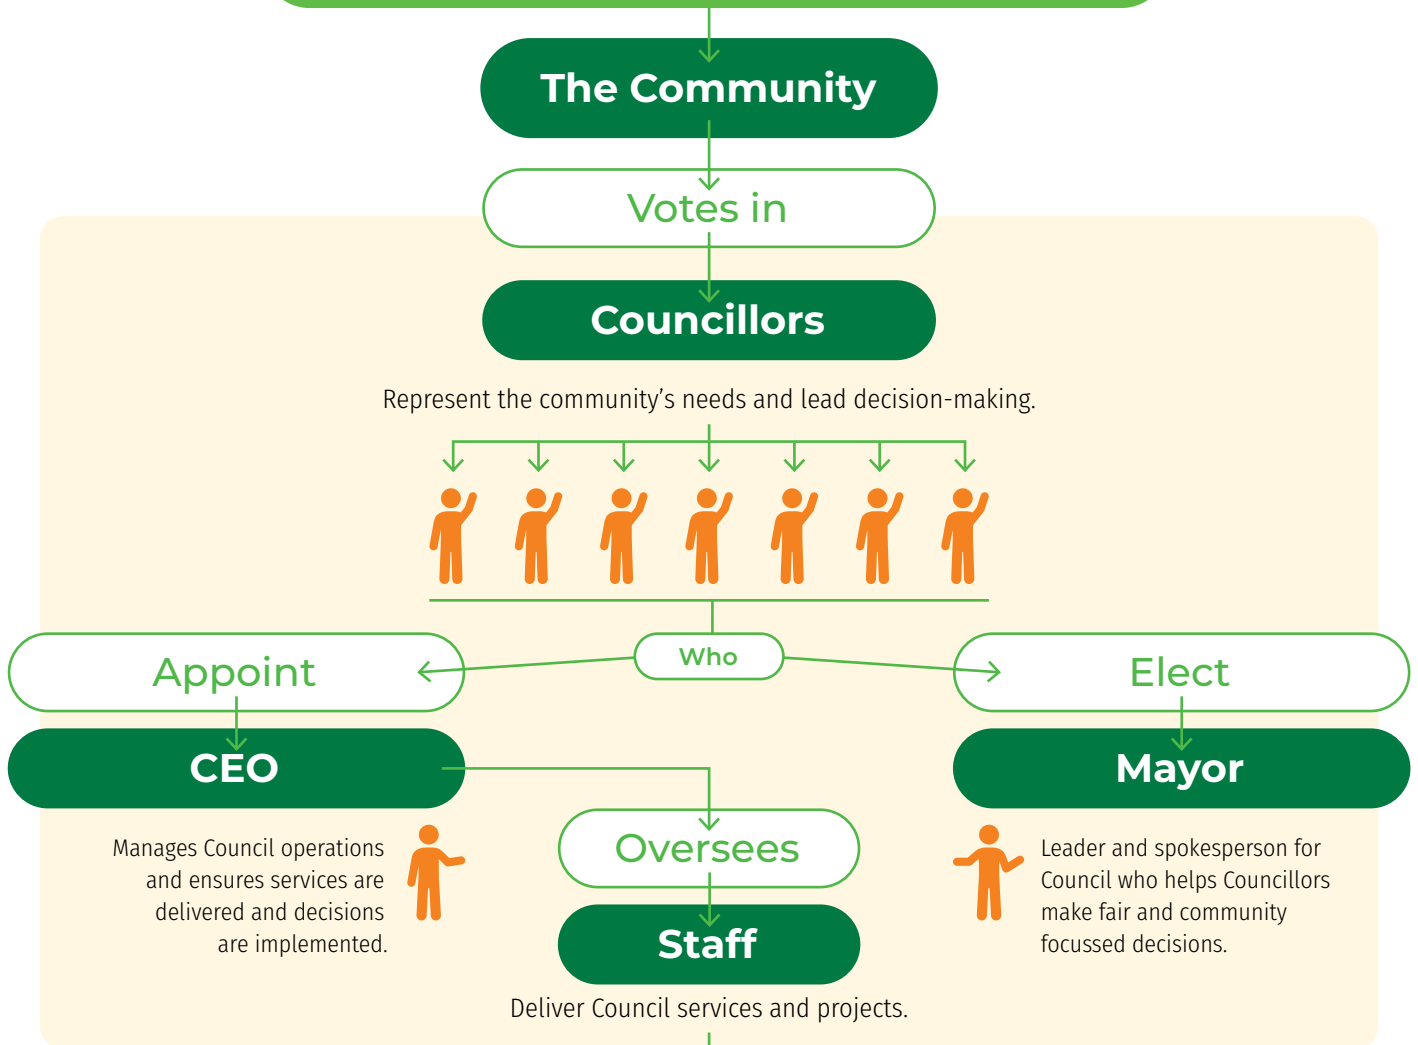 The Community
Votes in
Councillors
Represent the community’s needs and lead decision-making.
Who
Appoint
Elect
CEO
Mayor
Manages Council operations
and ensures services are
delivered and decisions
are implemented.
Oversees
Leader and spokesperson for
Council who helps Councillors
make fair and community
focussed decisions.
Staff
Deliver Council services and projects.